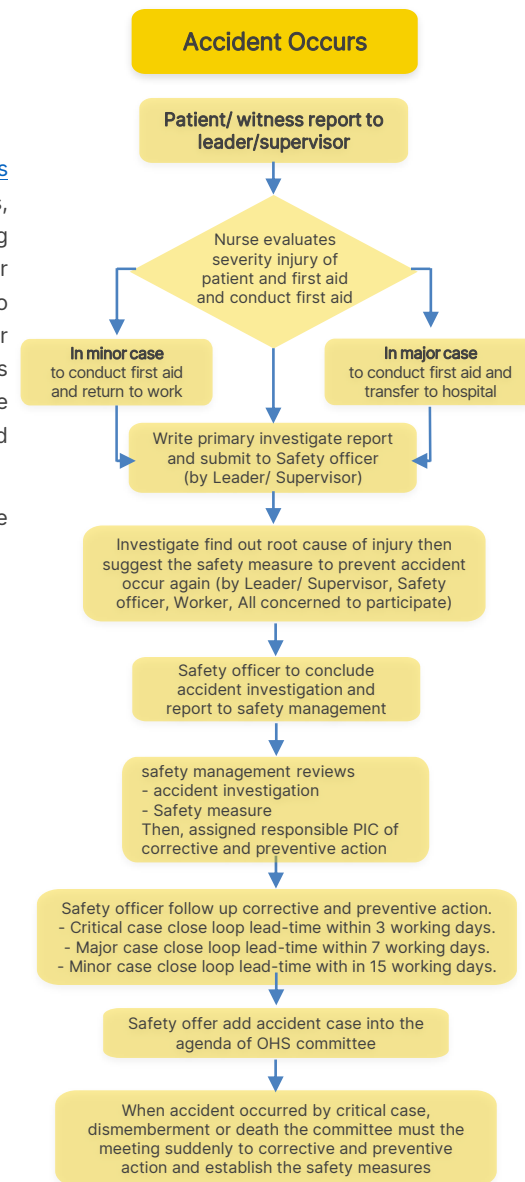 Accident Occurs
Patient/ witness report to
leader/supervisor
Nurse evaluates
severity injury of
patient and first aid
and conduct first aid
In minor case
to conduct first aid
and return to work
In major case
to conduct first aid and
transfer to hospital
Write primary investigate report
and submit to Safety officer
(by Leader/ Supervisor)
Investigate find out root cause of injury then
suggest the safety measure to prevent accident
occur again (by Leader/ Supervisor, Safety
officer, Worker, All concerned to participate)
Safety officer to conclude
accident investigation and
report to safety management
safety management reviews
- accident investigation
- Safety measure
Then, assigned responsible PIC of
corrective and preventive action
Safety officer follow up corrective and preventive action.
- Critical case close loop lead-time within 3 working days.
- Major case close loop lead-time within 7 working days.
- Minor case close loop lead-time with in 15 working days.
Safety offer add accident case into the
agenda of OHS committee
When accident occurred by critical case,
dismemberment or death the committee must the
meeting suddenly to corrective and preventive
action and establish the safety measures